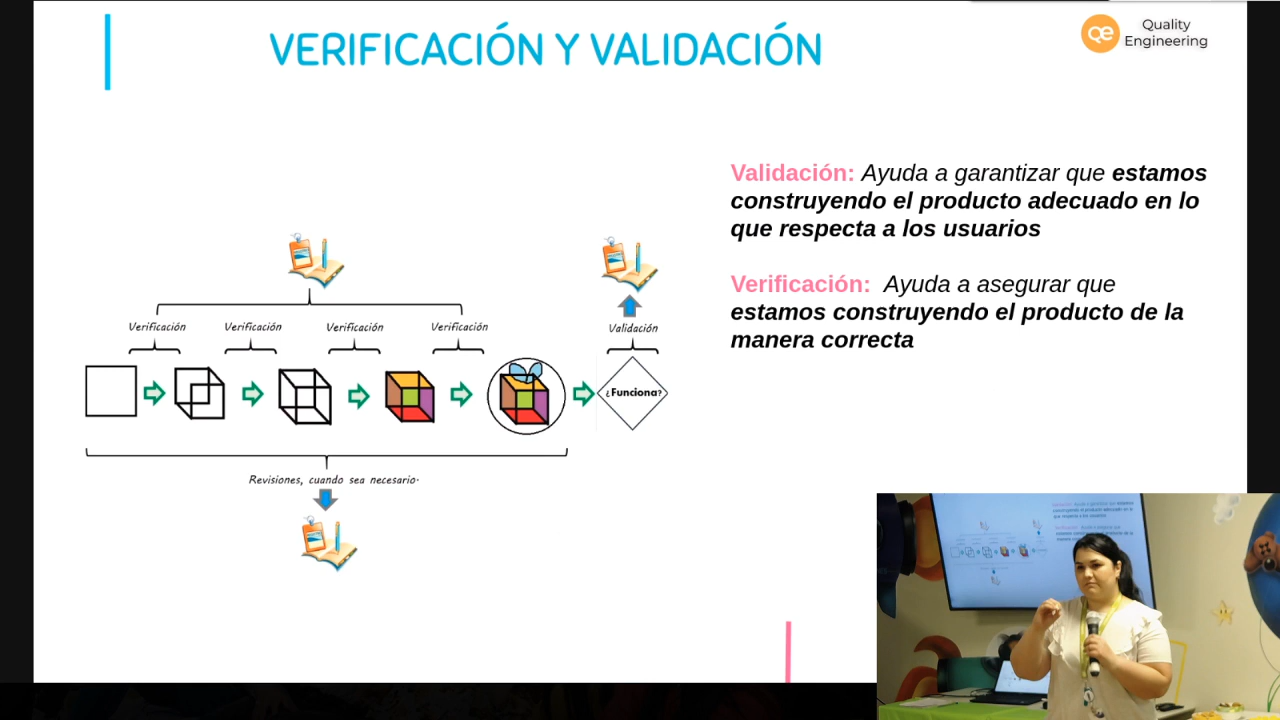 VERIFICACIÓN Y VALIDACIÓN
qe
Quality
Engineering
Validación: Ayuda a garantizar que estamos
construyendo el producto adecuado en lo
que respecta a los usuarios
Verificación: Ayuda a asegurar que
estamos construyendo el producto de la
manera correcta
Verificación
Verificación
Verificación
Verificación
Validación
¿Funciona?
Revisiones, cuando sea necesario.